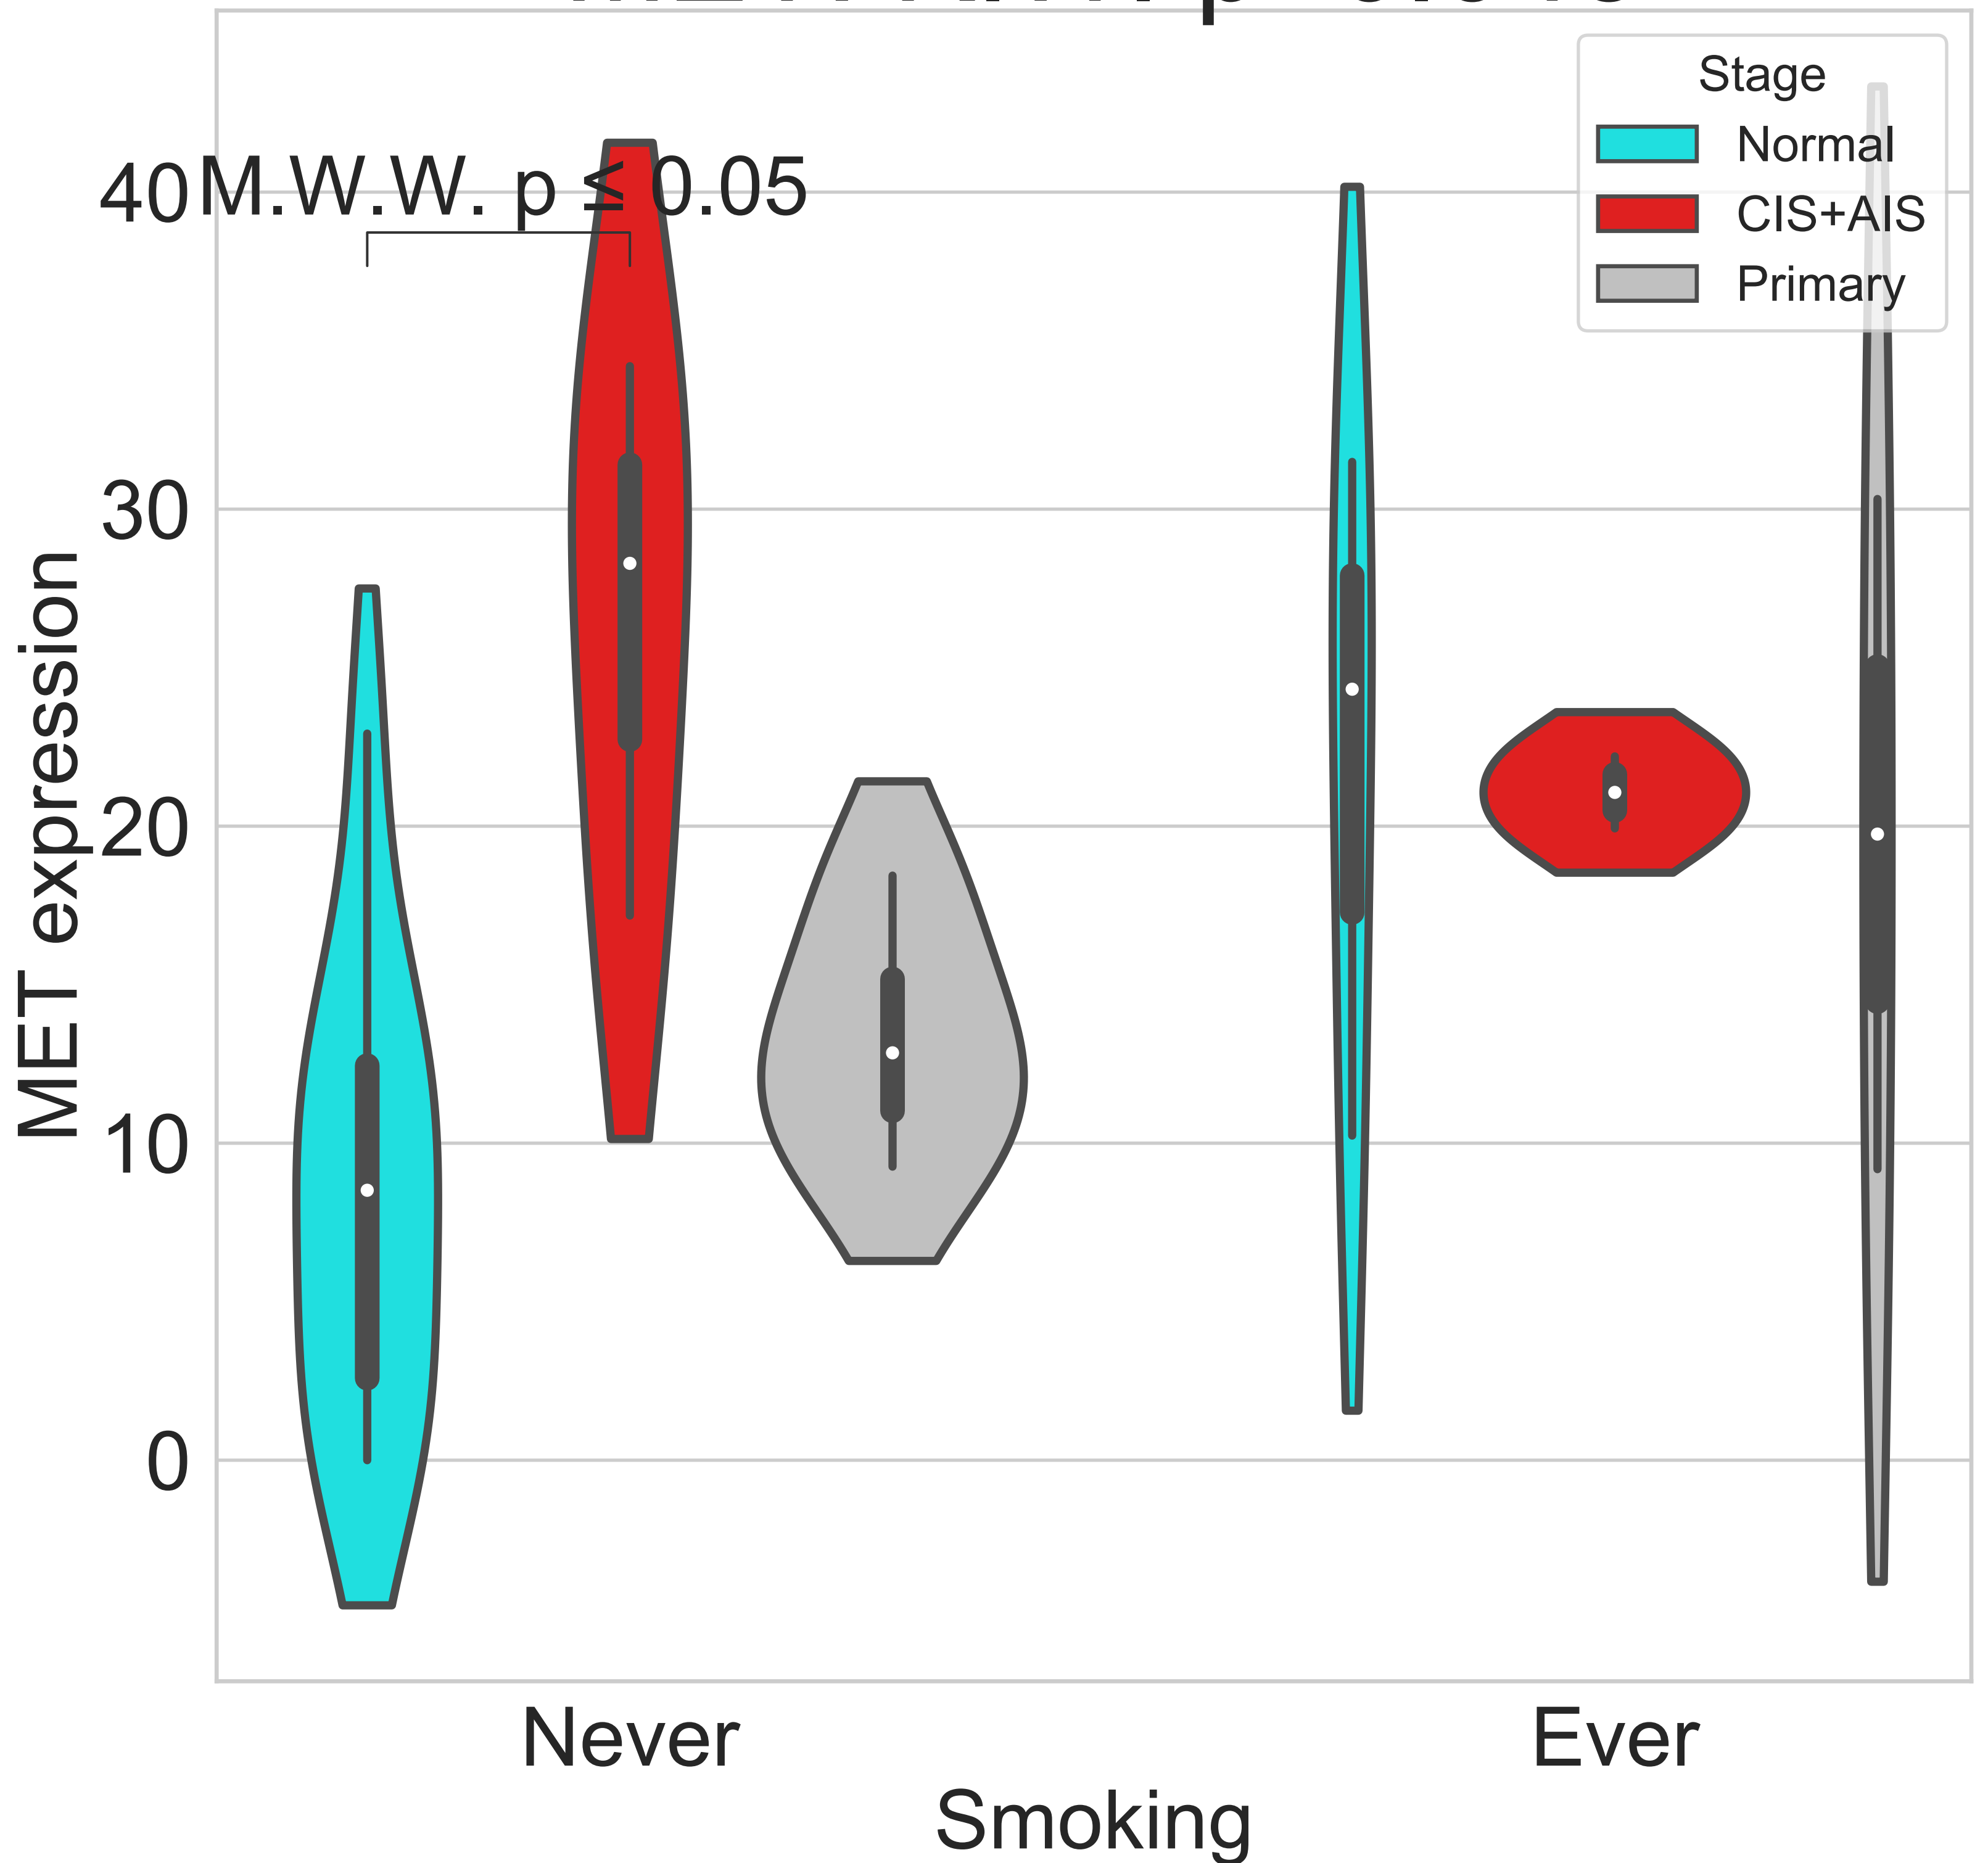 Stage
Normal
CIS+AIS
Primary
M.W.W. p ≤ 0.05
40
30
20
10
0
MET expression
Never
Ever
Smoking